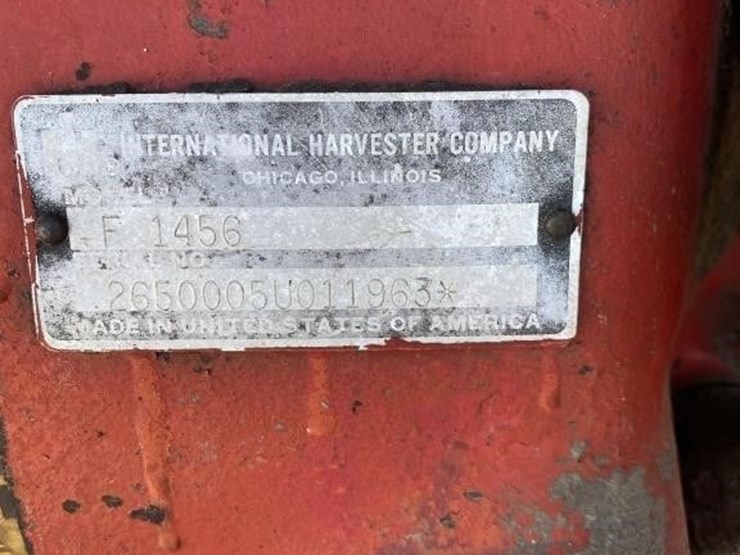 INTERNATIONAL HARVESTER COMPANY
CHICAGO, ILLINOIS
F 1456
2650005U011963*
MADE IN UNITED STATES OF AMERICA